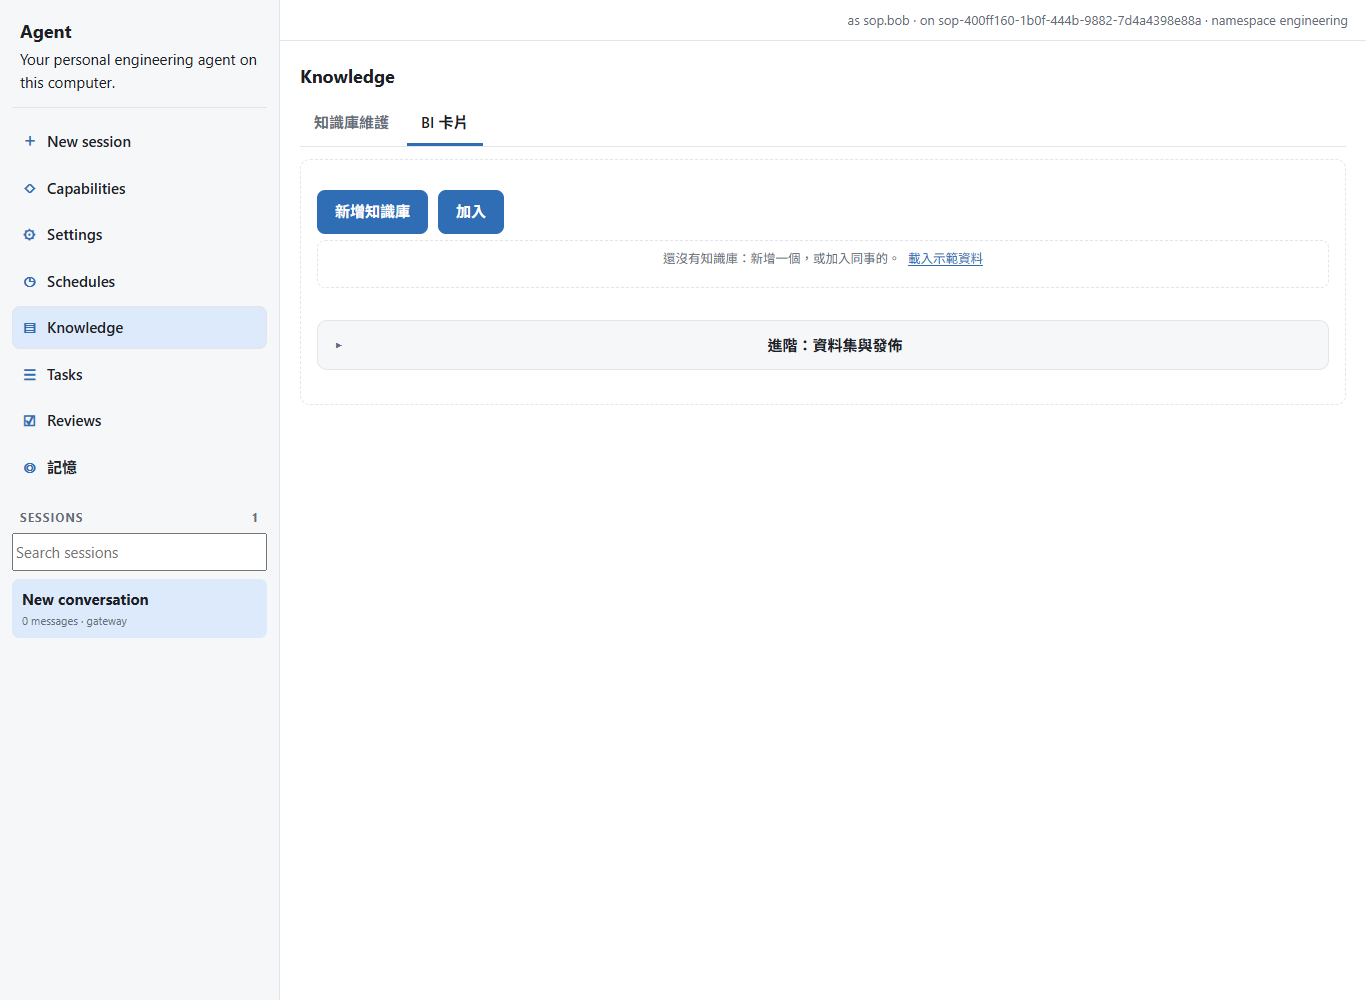 Agent
Your personal engineering agent on
this computer.
New session
Capabilities
Settings
Schedules
Knowledge
Tasks
Reviews
記憶
SESSIONS 1
Search sessions
New conversation
0 messages · gateway
as sop.bob · on sop-400ff160-1b0f-444b-9882-7d4a4398e88a · namespace engineering
Knowledge
知識庫維護 BI 卡片
新增知識庫 加入
還沒有知識庫：新增一個，或加入同事的。 載入示範資料
進階：資料集與發佈